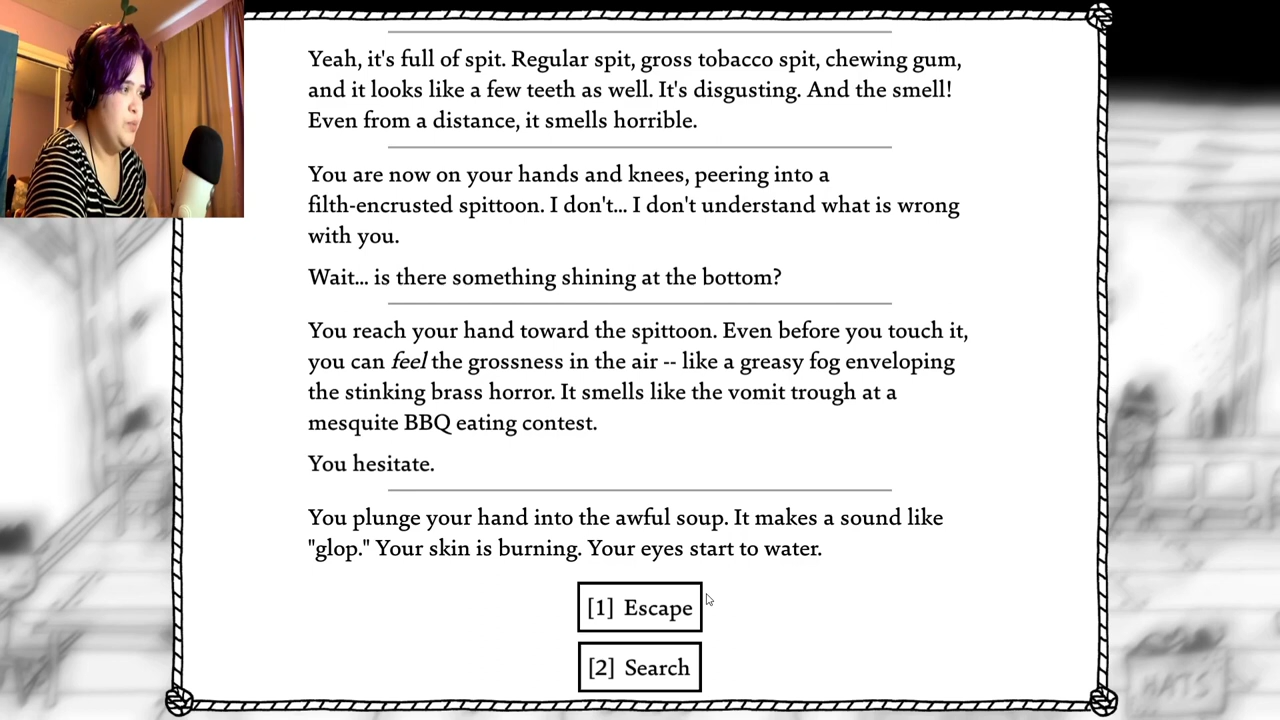 Yeah, it's full of spit. Regular spit, gross tobacco spit, chewing gum,
and it looks like a few teeth as well. It's disgusting. And the smell!
Even from a distance, it smells horrible.
You are now on your hands and knees, peering into a
filth-encrusted spittoon. I don't... I don't understand what is wrong
with you.
Wait... is there something shining at the bottom?
You reach your hand toward the spittoon. Even before you touch it,
you can feel the grossness in the air -- like a greasy fog enveloping
the stinking brass horror. It smells like the vomit trough at a
mesquite BBQ eating contest.
You hesitate.
You plunge your hand into the awful soup. It makes a sound like
"glop." Your skin is burning. Your eyes start to water.
[1] Escape
[2] Search
HATS